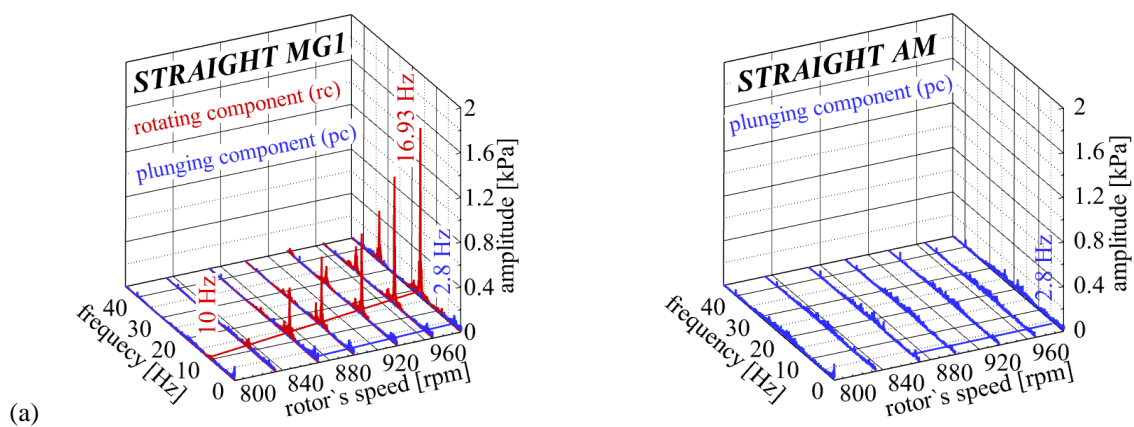 STRAIGHT MG1
rotating component (rc)
plunging component (pc)
16.93 Hz
10 Hz
2.8 Hz
2
1.6
1.2
0.8
0.4
0
amplitude [kPa]
40
30
20
10
0
frequecy [Hz]
800
840
880
920
960
rotor`s speed [rpm]
STRAIGHT AM
plunging component (pc)
2.8 Hz
2
1.6
1.2
0.8
0.4
0
amplitude [kPa]
40
30
20
10
0
frequency [Hz]
800
840
880
920
960
rotor`s speed [rpm]
(a)